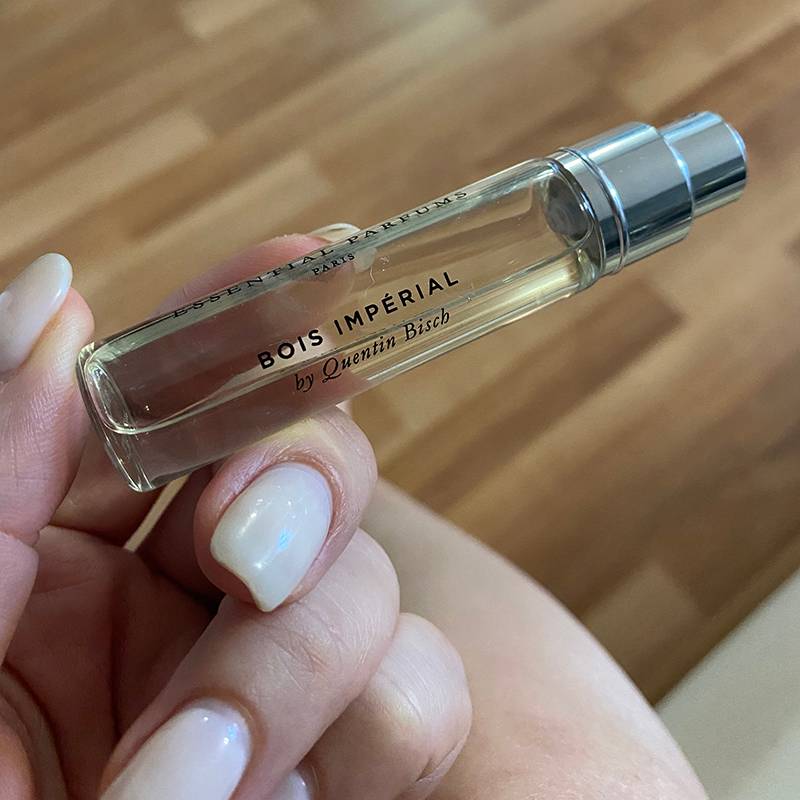 ESSENTIAL PARFUMS
PARIS
BOIS IMPÉRIAL
by Quentin Bisch